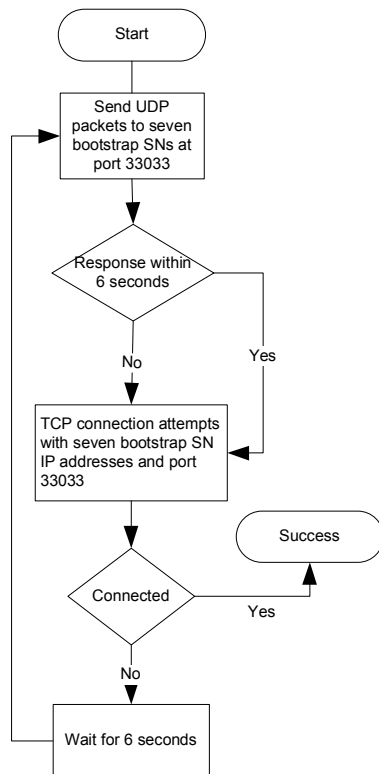 Start
Send UDP
packets to seven
bootstrap SNs at
port 33033
Response within
6 seconds
No
Yes
TCP connection attempts
with seven bootstrap SN
IP addresses and port
33033
Success
Connected
Yes
No
Wait for 6 seconds